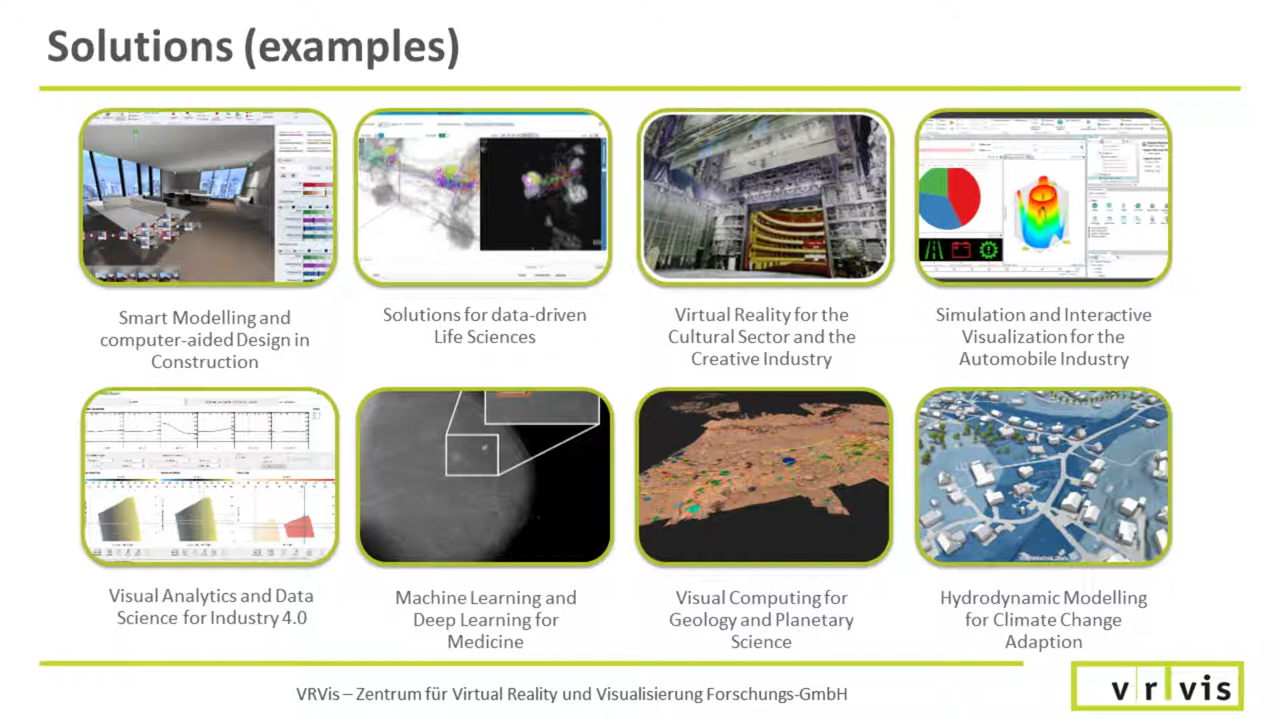 Solutions (examples)
Smart Modelling and
computer-aided Design in
Construction
Solutions for data-driven
Life Sciences
Virtual Reality for the
Cultural Sector and the
Creative Industry
Simulation and Interactive
Visualization for the
Automobile Industry
Visual Analytics and Data
Science for Industry 4.0
Machine Learning and
Deep Learning for
Medicine
Visual Computing for
Geology and Planetary
Science
Hydrodynamic Modelling
for Climate Change
Adaption
VRVis – Zentrum für Virtual Reality und Visualisierung Forschungs-GmbH
vrvis